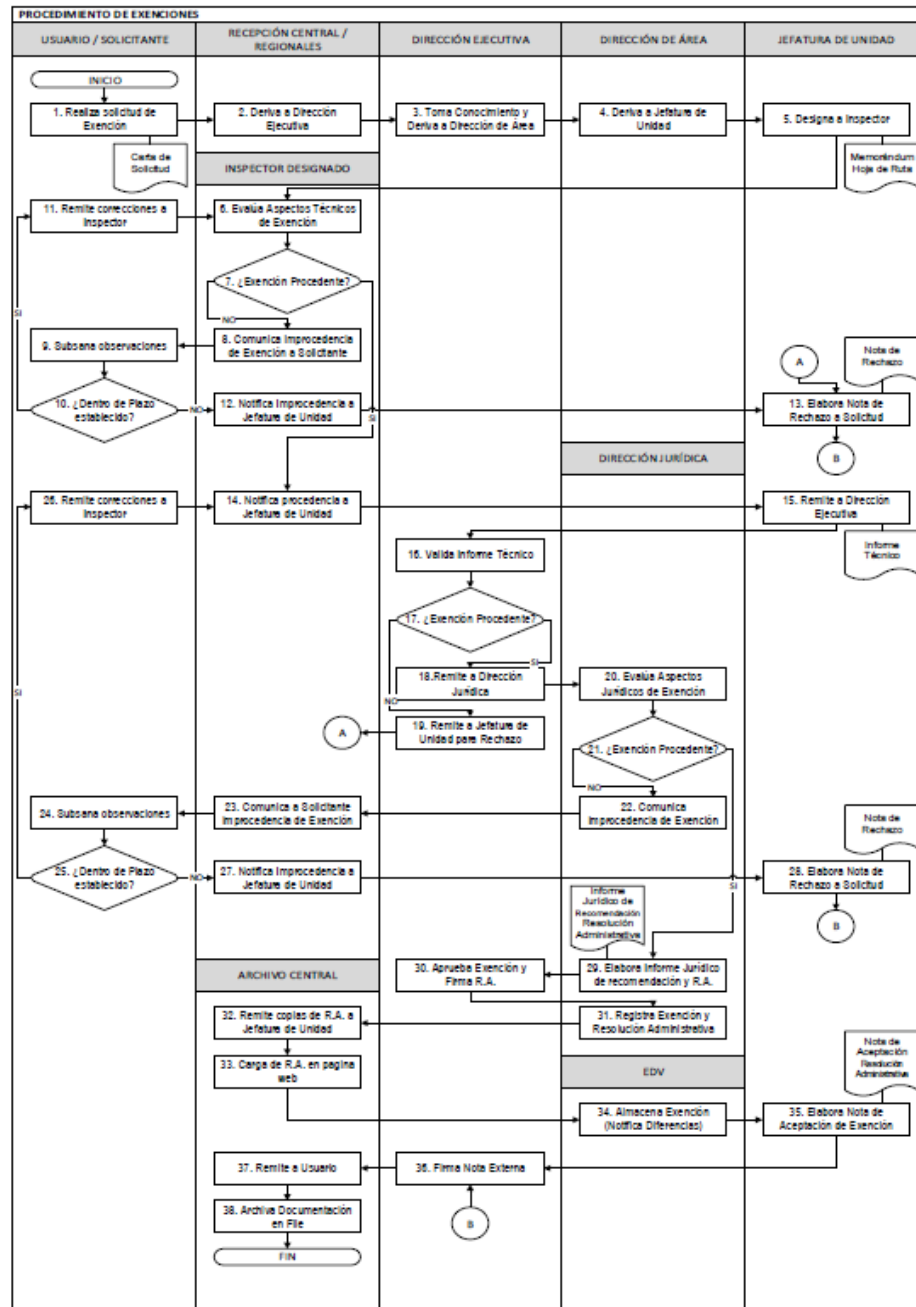 PROCEDIMIENTO DE EXENCIONES
USUARIO / SOLICITANTE
RECEPCIÓN CENTRAL /
REGIONALES
DIRECCIÓN EJECUTIVA
DIRECCIÓN DE ÁREA
JEFATURA DE UNIDAD
INICIO
1. Realiza solicitud de
Exención
2. Deriva a Dirección
Ejecutiva
3. Toma Conocimiento y
Deriva a Dirección de Área
4. Deriva a Jefatura de
Unidad
5. Designa a Inspector
Carta de
Solicitud
INSPECTOR DESIGNADO
Memorándum
Hoja de Ruta
11. Remite correcciones a
Inspector
6. Evalúa Aspectos Técnicos
de Exención
7. ¿Exención Procedente?
SI
NO
9. Subsana observaciones
8. Comunica Improcedencia
de Exención a Solicitante
A
Nota de
Rechazo
10. ¿Dentro de Plazo
establecido?
NO
12. Notifica Improcedencia a
Jefatura de Unidad
SI
13. Elabora Nota de
Rechazo a Solicitud
B
DIRECCIÓN JURÍDICA
26. Remite correcciones a
Inspector
14. Notifica procedencia a
Jefatura de Unidad
15. Remite a Dirección
Ejecutiva
16. Valida Informe Técnico
Informe
Técnico
17. ¿Exención Procedente?
SI
SI
18.Remite a Dirección
Jurídica
20. Evalúa Aspectos
Jurídicos de Exención
NO
19. Remite a Jefatura de
Unidad para Rechazo
A
21. ¿Exención Procedente?
NO
24. Subsana observaciones
23. Comunica a Solicitante
Improcedencia de Exención
22. Comunica
Improcedencia de Exención
Nota de
Rechazo
25. ¿Dentro de Plazo
establecido?
NO
27. Notifica Improcedencia a
Jefatura de Unidad
28. Elabora Nota de
Rechazo a Solicitud
SI
Informe
Jurídico de
Recomendación
Resolución
Administrativa
B
ARCHIVO CENTRAL
30. Aprueba Exención y
Firma R.A.
29. Elabora Informe Jurídico
de recomendación y R.A.
32. Remite copias de R.A. a
Jefatura de Unidad
31. Registra Exención y
Resolución Administrativa
33. Carga de R.A. en pagina
web
EDV
Nota de
Aceptación
Resolución
Administrativa
34. Almacena Exención
(Notifica Diferencias)
35. Elabora Nota de
Aceptación de Exención
37. Remite a Usuario
36. Firma Nota Externa
38. Archiva Documentación
en File
B
FIN